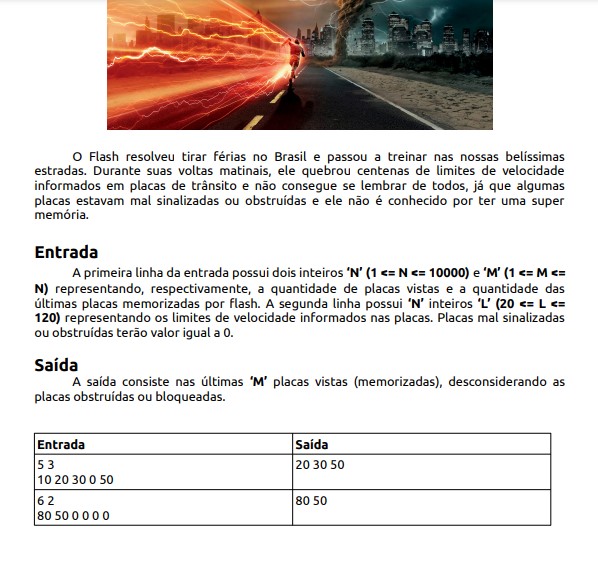 O Flash resolveu tirar férias no Brasil e passou a treinar nas nossas belíssimas
estradas. Durante suas voltas matinais, ele quebrou centenas de limites de velocidade
informados em placas de trânsito e não consegue se lembrar de todos, já que algumas
placas estavam mal sinalizadas ou obstruídas e ele não é conhecido por ter uma super
memória.
Entrada
A primeira linha da entrada possui dois inteiros ‘N’ (1 <= N <= 10000) e ‘M’ (1 <= M <=
N) representando, respectivamente, a quantidade de placas vistas e a quantidade das
últimas placas memorizadas por flash. A segunda linha possui ‘N’ inteiros ‘L’ (20 <= L <=
120) representando os limites de velocidade informados nas placas. Placas mal sinalizadas
ou obstruídas terão valor igual a 0.
Saída
A saída consiste nas últimas ‘M’ placas vistas (memorizadas), desconsiderando as
placas obstruídas ou bloqueadas.
Entrada Saída
5 3 20 30 50
10 20 30 0 50
6 2 80 50
80 50 0 0 0 0